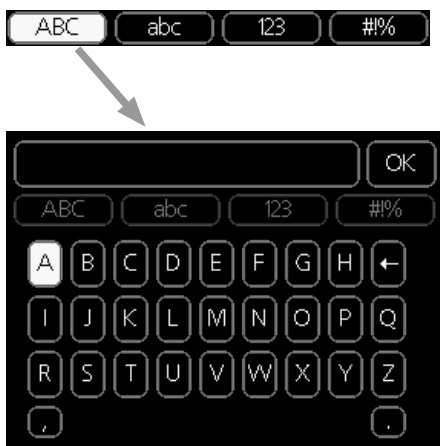 ABC abc 123 #!%
OK
ABC abc 123 #!%
A B C D E F G H ←
I J K L M N O P Q
R S T U V W X Y Z
, .